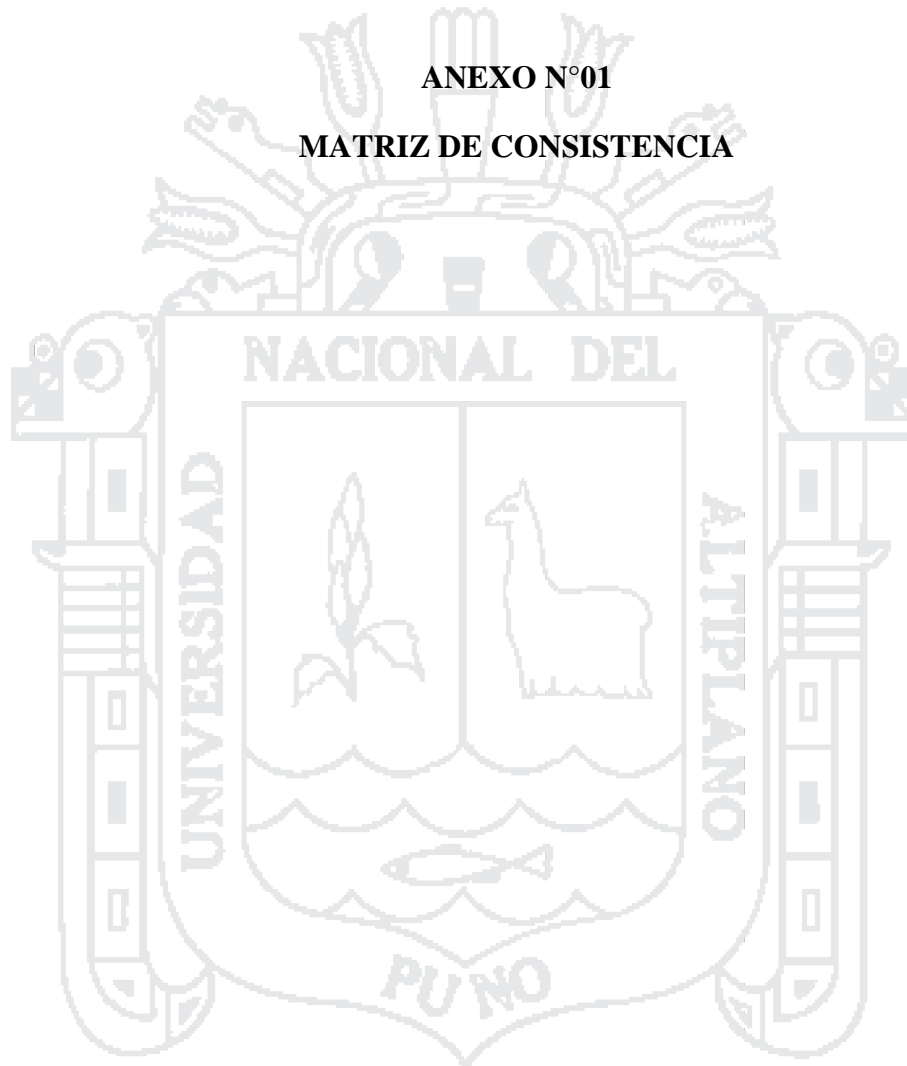 ANEXO N°01
MATRIZ DE CONSISTENCIA
NACIONAL DEL
UNIVERSIDAD
ALTIPLANO
PUNO